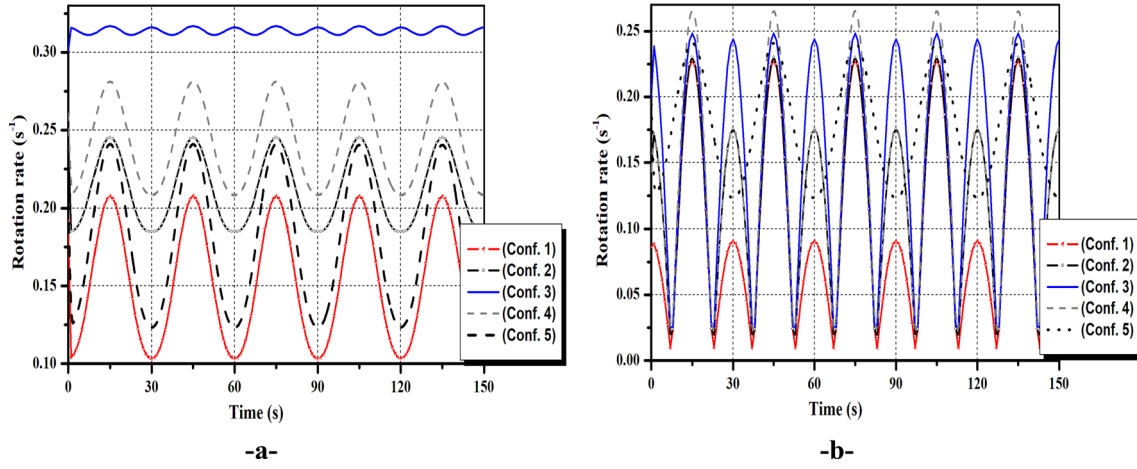 Rotation rate (s⁻¹)
0.30
0.25
0.20
0.15
0.10
0
30
60
90
120
150
Time (s)
(Conf. 1)
(Conf. 2)
(Conf. 3)
(Conf. 4)
(Conf. 5)
-a-
Rotation rate (s⁻¹)
0.25
0.20
0.15
0.10
0.05
0.00
0
30
60
90
120
150
Time (s)
(Conf. 1)
(Conf. 2)
(Conf. 3)
(Conf. 4)
(Conf. 5)
-b-